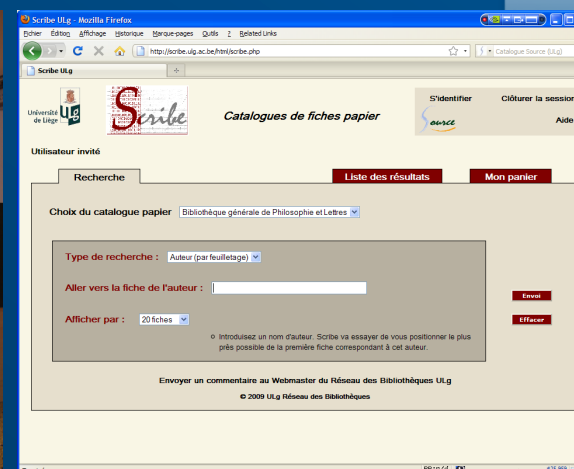 Scribe ULg - Mozilla Firefox
Fichier Édition Affichage Historique Marque-pages Outils ? Related Links
http://scribe.ulg.ac.be/html/scribe.php
Catalogue Source (ULg)
Scribe ULg
Université de Liège
ULg
Scribe
Catalogues de fiches papier
S'identifier Clôturer la session
Source
Aide
Utilisateur invité
Recherche Liste des résultats Mon panier
Choix du catalogue papier Bibliothèque générale de Philosophie et Lettres
Type de recherche : Auteur (par feuilletage)
Aller vers la fiche de l'auteur :
Envoi
Afficher par : 20 fiches
Effacer
Introduisez un nom d'auteur. Scribe va essayer de vous positionner le plus
près possible de la première fiche correspondant à cet auteur.
Envoyer un commentaire au Webmaster du Réseau des Bibliothèques ULg
© 2009 ULg Réseau des Bibliothèques